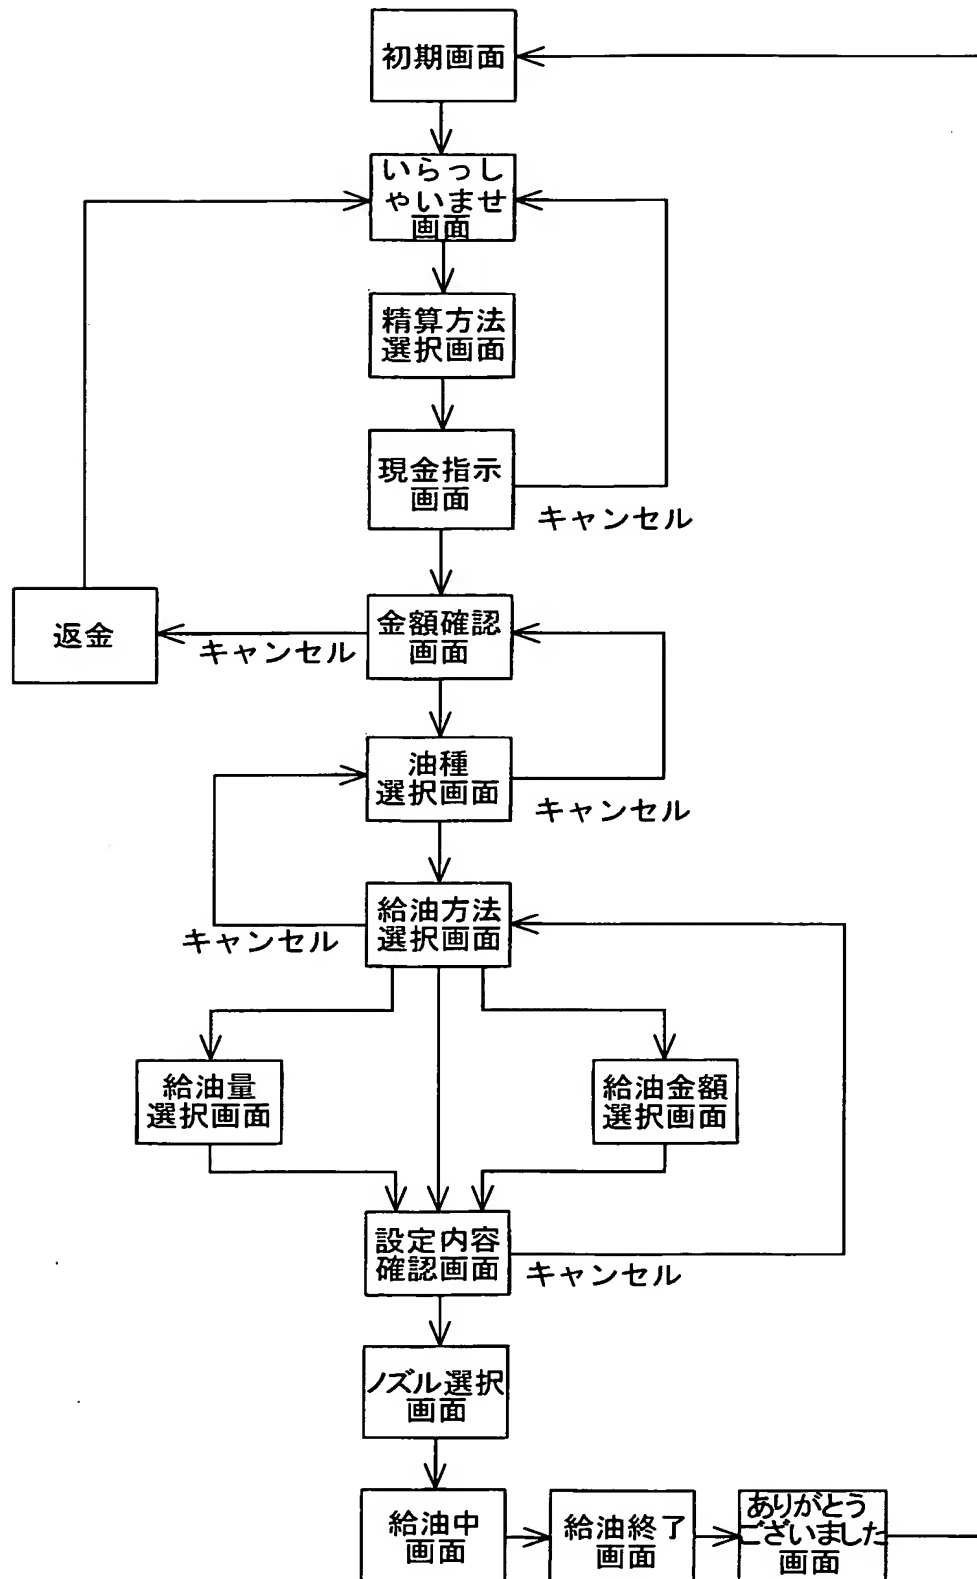 初期画面
いらっし
ゃいませ
画面
精算方法
選択画面
現金指示
画面
キャンセル
返金
キャンセル
金額確認
画面
油種
選択画面
キャンセル
給油方法
選択画面
キャンセル
給油量
選択画面
給油金額
選択画面
設定内容
確認画面
キャンセル
ノズル選択
画面
給油中
画面
給油終了
画面
ありがとう
ございました
画面